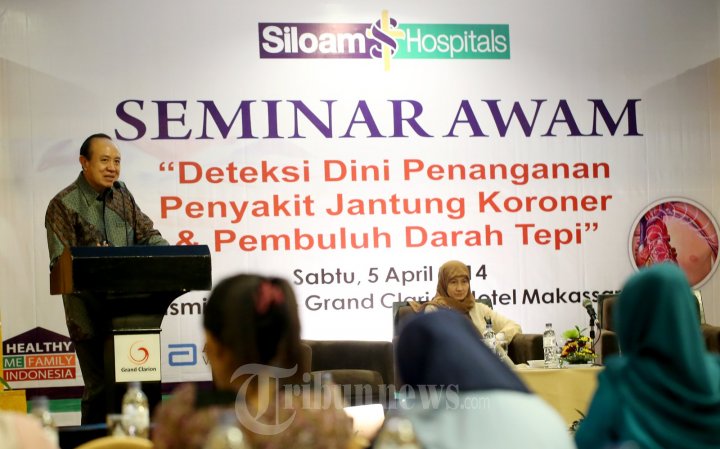 Siloam Hospitals
SEMINAR AWAM
“Deteksi Dini Penanganan
Penyakit Jantung Koroner
& Pembuluh Darah Tepi”
Sabtu, 5 April 14
Grand Hotel Makassar
HEALTHY
ME FAMILY
INDONESIA
Grand Clarion
Tribunnews.com